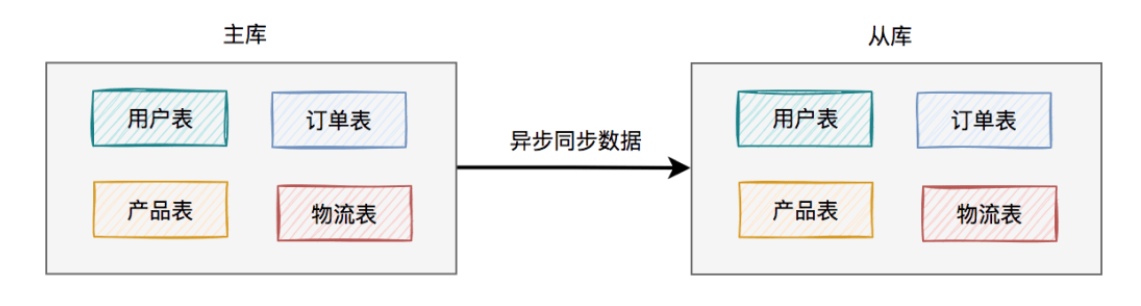 主库
从库
用户表
订单表
产品表
物流表
异步同步数据
用户表
订单表
产品表
物流表